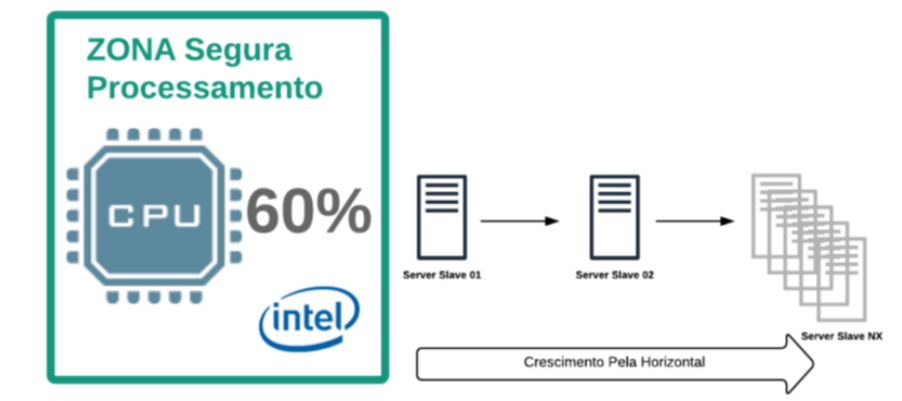 ZONA Segura
Processamento
CPU
60%
intel
Server Slave 01
Server Slave 02
Server Slave NX
Crescimento Pela Horizontal